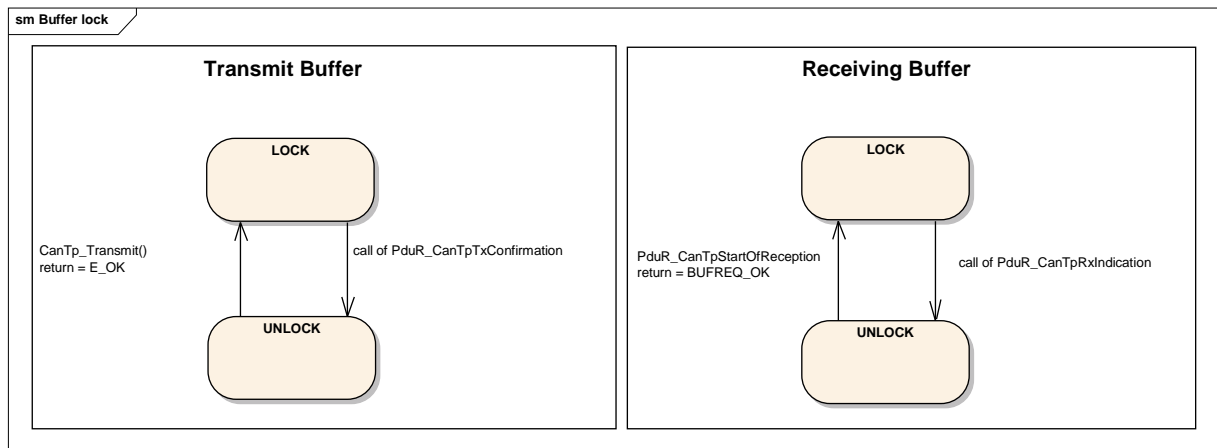 sm Buffer lock
Transmit Buffer
LOCK
CanTp_Transmit()
return = E_OK
call of PduR_CanTpTxConfirmation
UNLOCK
Receiving Buffer
LOCK
PduR_CanTpStartOfReception
return = BUFREQ_OK
call of PduR_CanTpRxIndication
UNLOCK